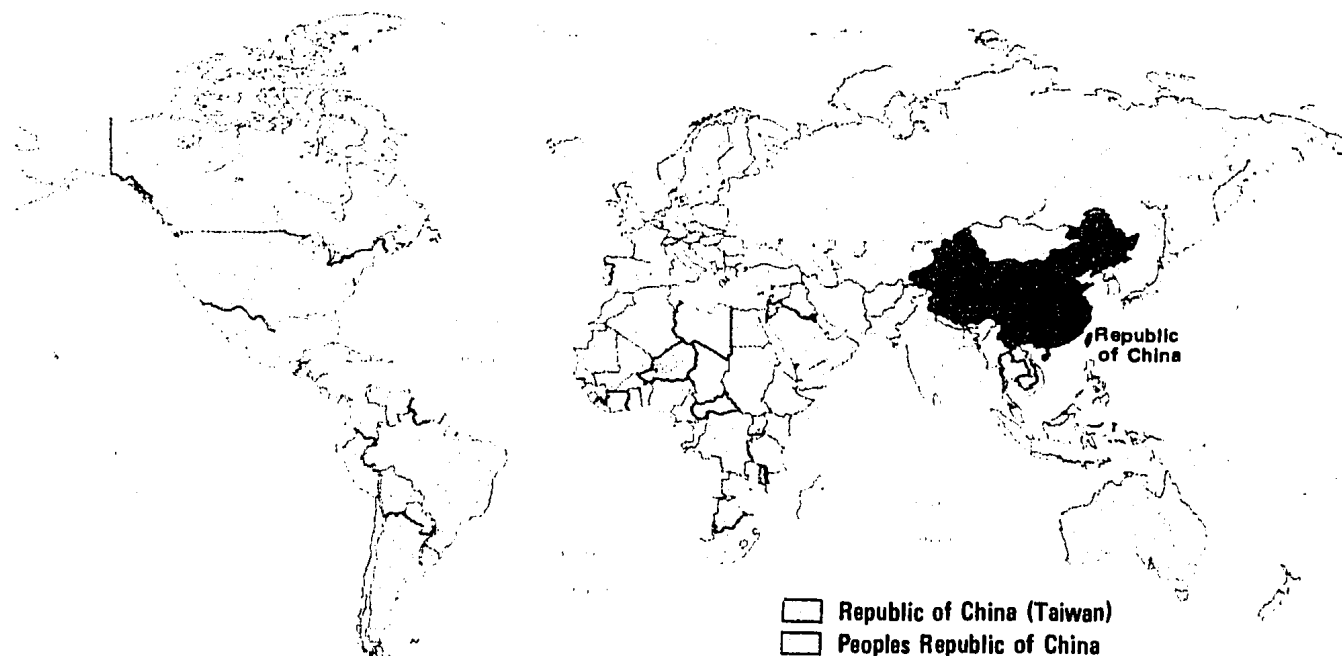 Republic
of China
Republic of China (Taiwan)
Peoples Republic of China